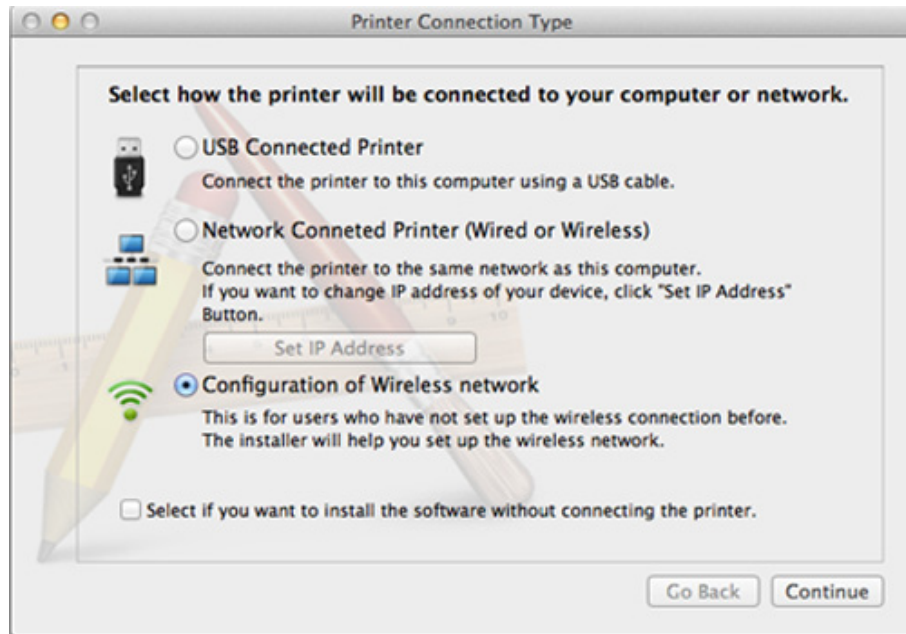 Printer Connection Type
Select how the printer will be connected to your computer or network.
USB Connected Printer
Connect the printer to this computer using a USB cable.
Network Conneted Printer (Wired or Wireless)
Connect the printer to the same network as this computer.
If you want to change IP address of your device, click "Set IP Address"
Button.
Set IP Address
Configuration of Wireless network
This is for users who have not set up the wireless connection before.
The installer will help you set up the wireless network.
Select if you want to install the software without connecting the printer.
Go Back
Continue